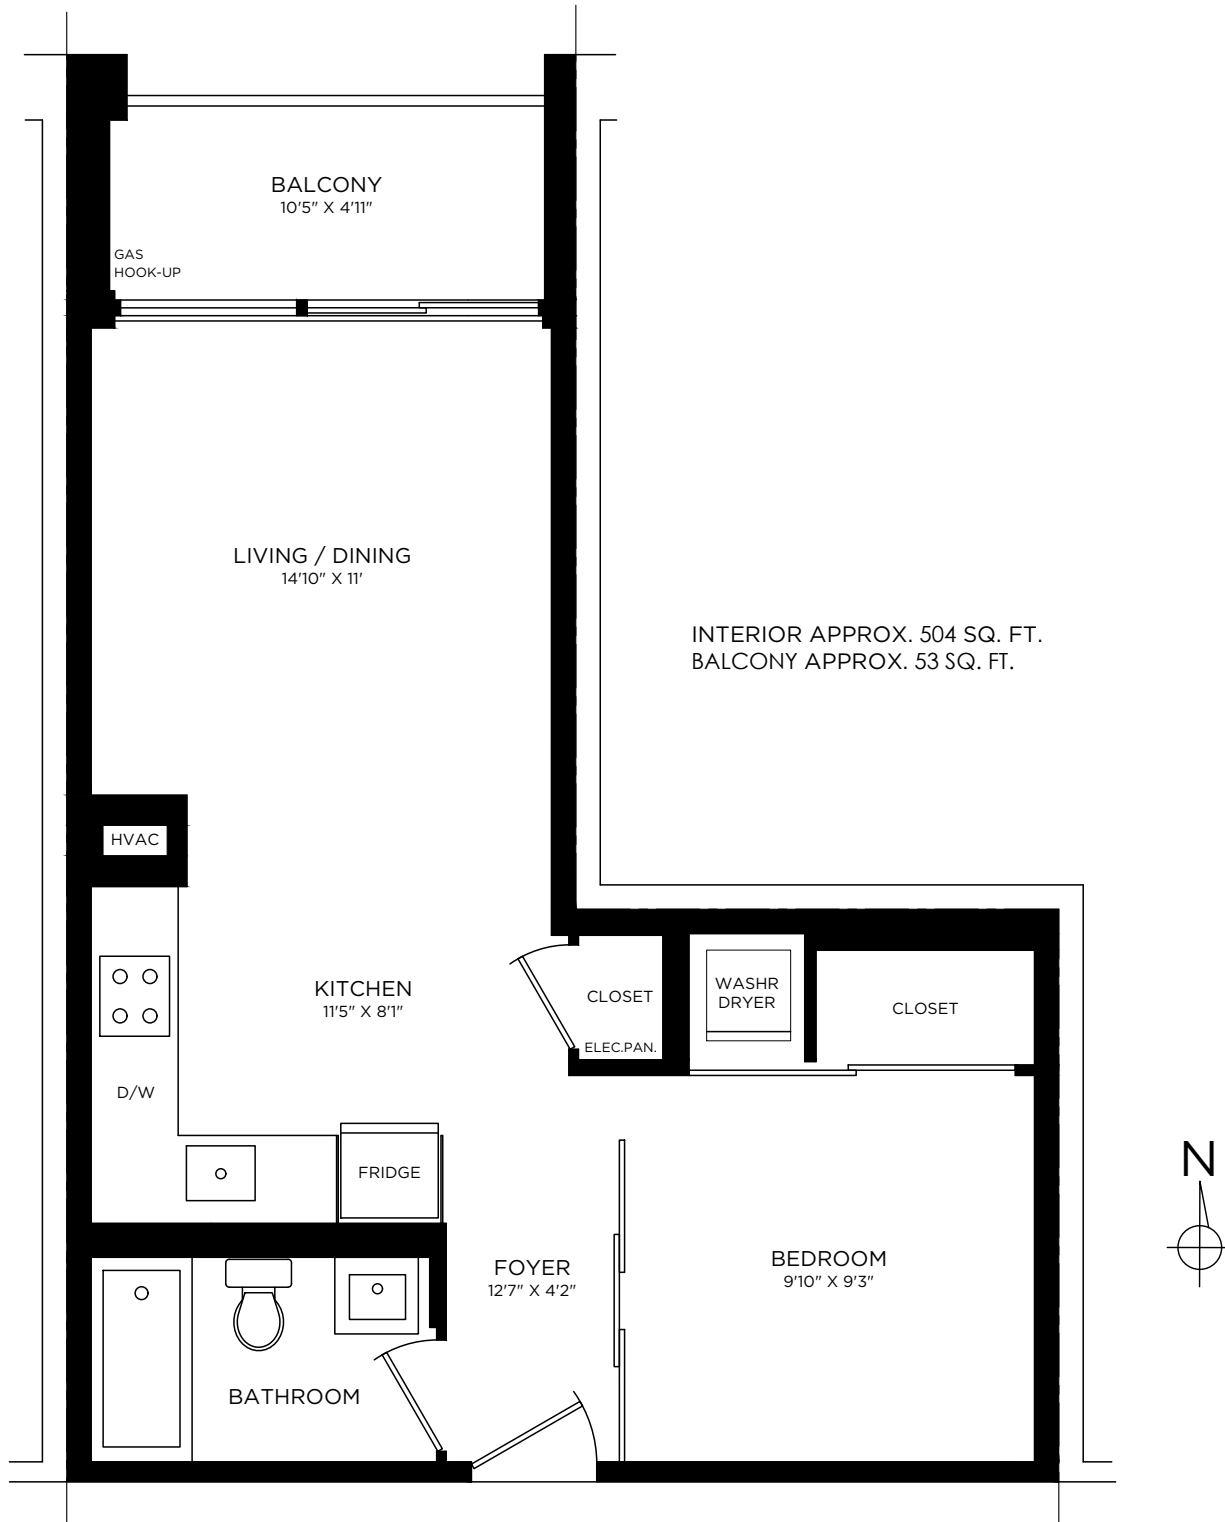 BALCONY
10'5" X 4'11"
GAS
HOOK-UP
LIVING / DINING
14'10" X 11'
INTERIOR APPROX. 504 SQ. FT.
BALCONY APPROX. 53 SQ. FT.
HVAC
KITCHEN
11'5" X 8'1"
CLOSET
ELEC.PAN.
WASHR
DRYER
CLOSET
D/W
FRIDGE
N
FOYER
12'7" X 4'2"
BEDROOM
9'10" X 9'3"
BATHROOM